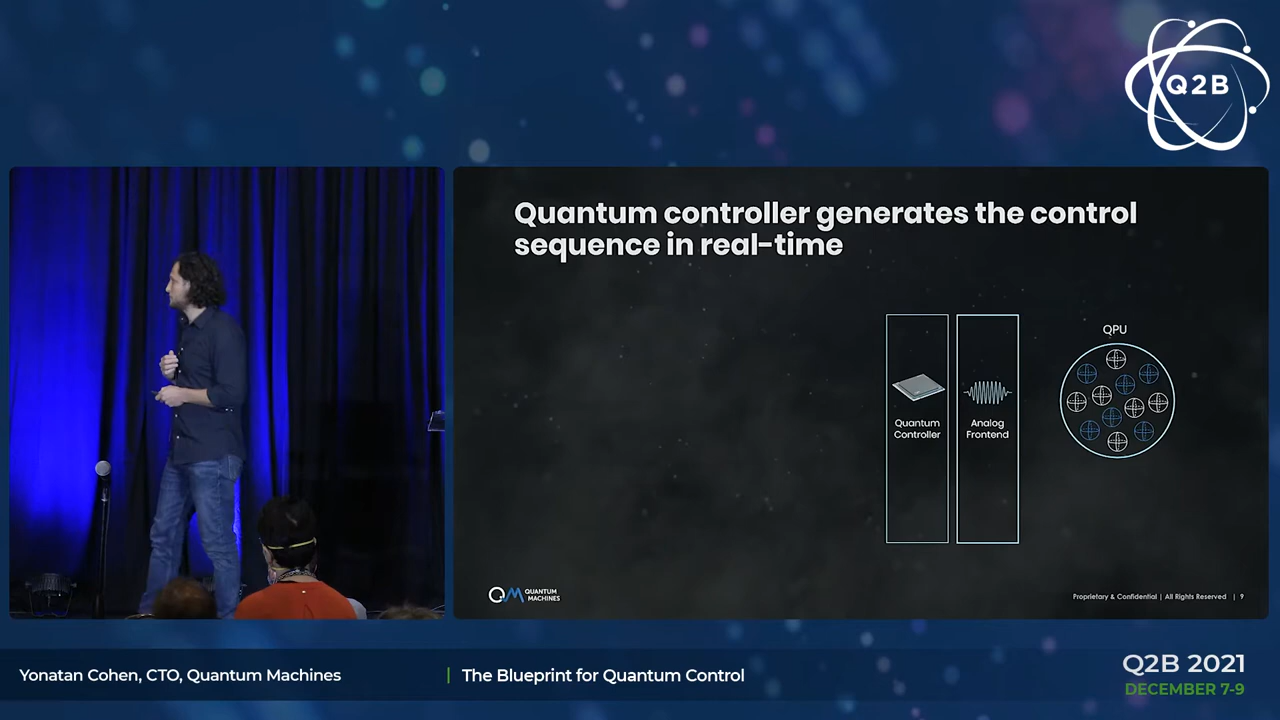 Q2B
Quantum controller generates the control
sequence in real-time
Quantum
Controller
Analog
Frontend
QPU
QM QUANTUM
MACHINES
Proprietary & Confidential | All Rights Reserved | 9
Yonatan Cohen, CTO, Quantum Machines
The Blueprint for Quantum Control
Q2B 2021
DECEMBER 7-9